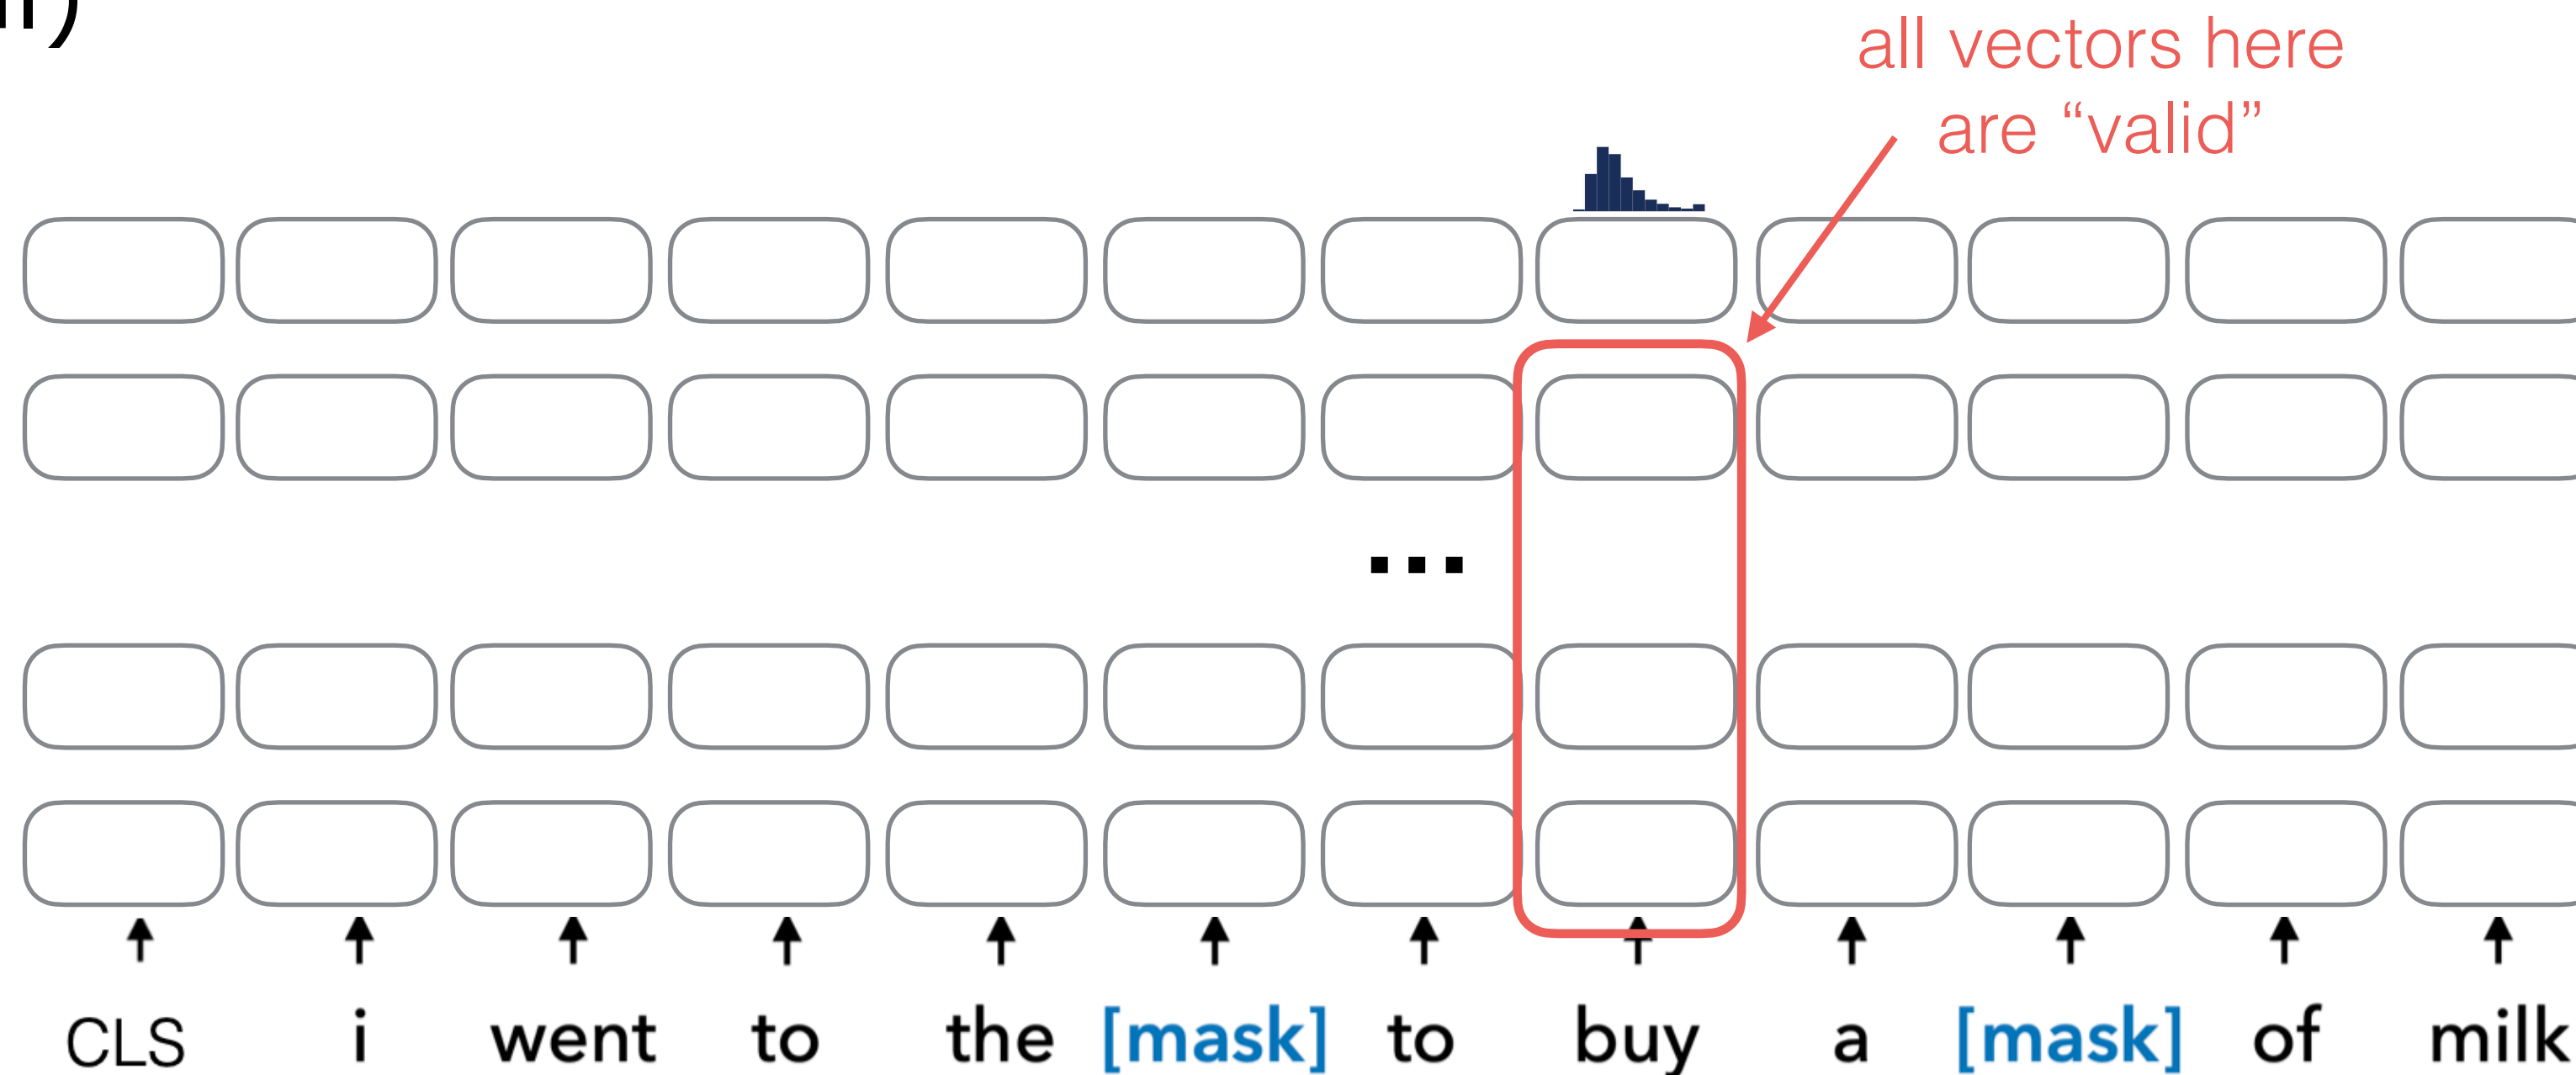 all vectors here
are “valid”
...
CLS i went to the [mask] to buy a [mask] of milk